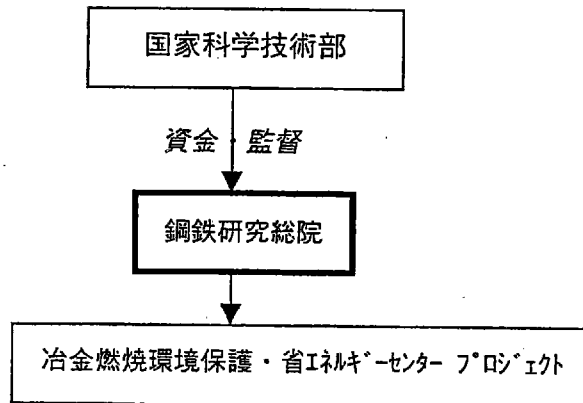 国家科学技術部
資金・監督
鋼鉄研究総院
冶金燃焼環境保護・省ｴﾈﾙｷﾞｰｾﾝﾀｰ ﾌﾟﾛｼﾞｪｸﾄ